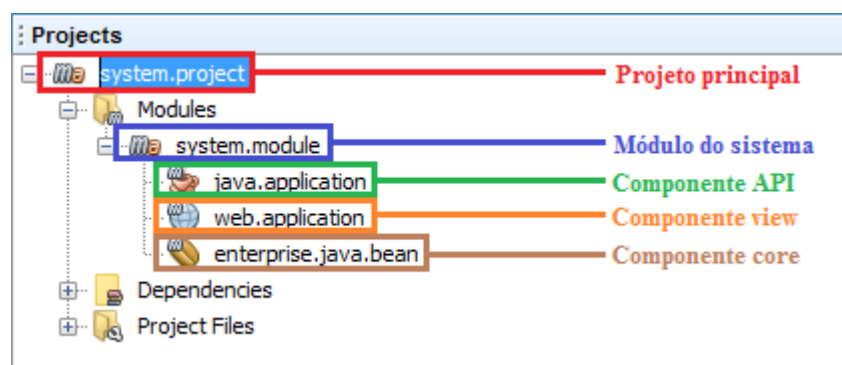 Projects
system.project Projeto principal
Modules
system.module Módulo do sistema
java.application Componente API
web.application Componente view
enterprise.java.bean Componente core
Dependencies
Project Files